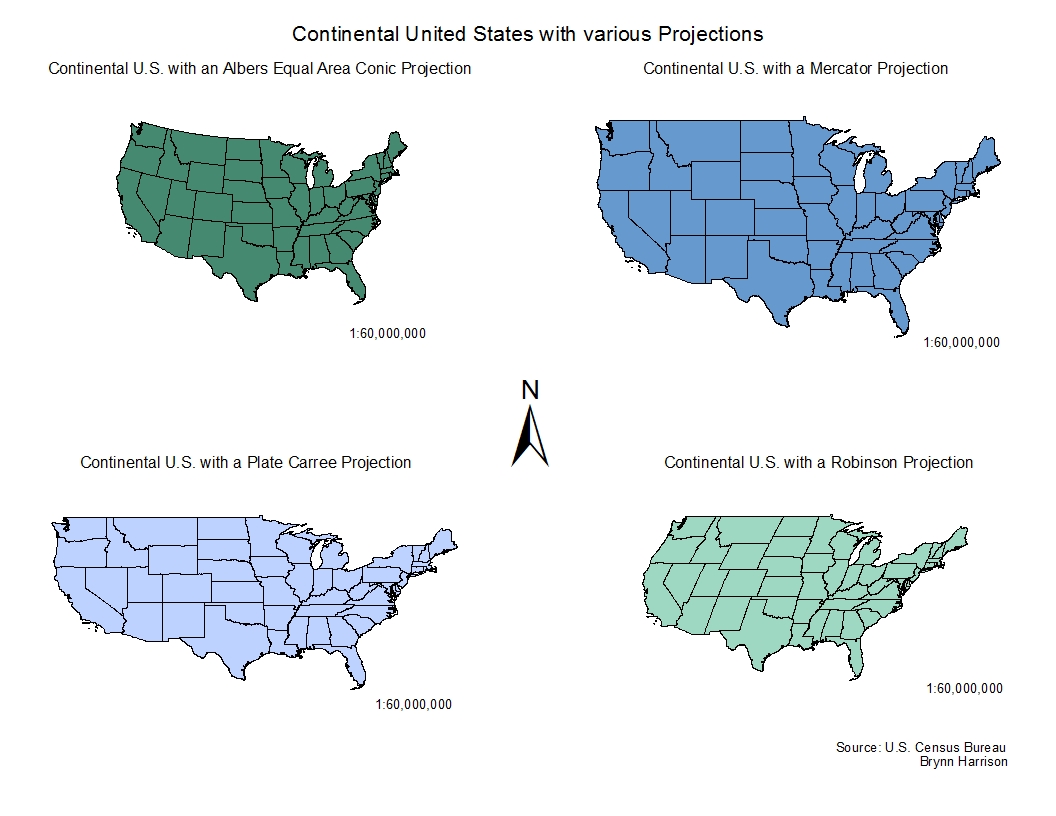 Continental United States with various Projections
Continental U.S. with an Albers Equal Area Conic Projection
Continental U.S. with a Mercator Projection
1:60,000,000
1:60,000,000
N
Continental U.S. with a Plate Carree Projection
Continental U.S. with a Robinson Projection
1:60,000,000
1:60,000,000
Source: U.S. Census Bureau
Brynn Harrison